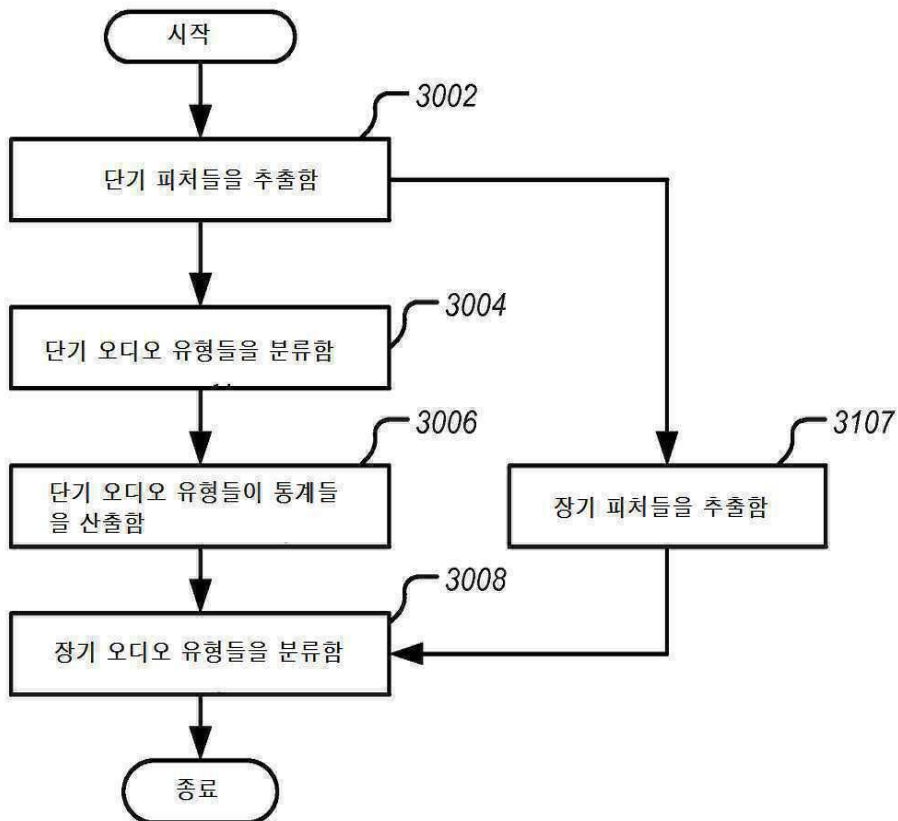 시작
3002
단기 피처들을 추출함
3004
단기 오디오 유형들을 분류함
3006
단기 오디오 유형들이 통계들
을 산출함
3107
장기 피처들을 추출함
3008
장기 오디오 유형들을 분류함
종료